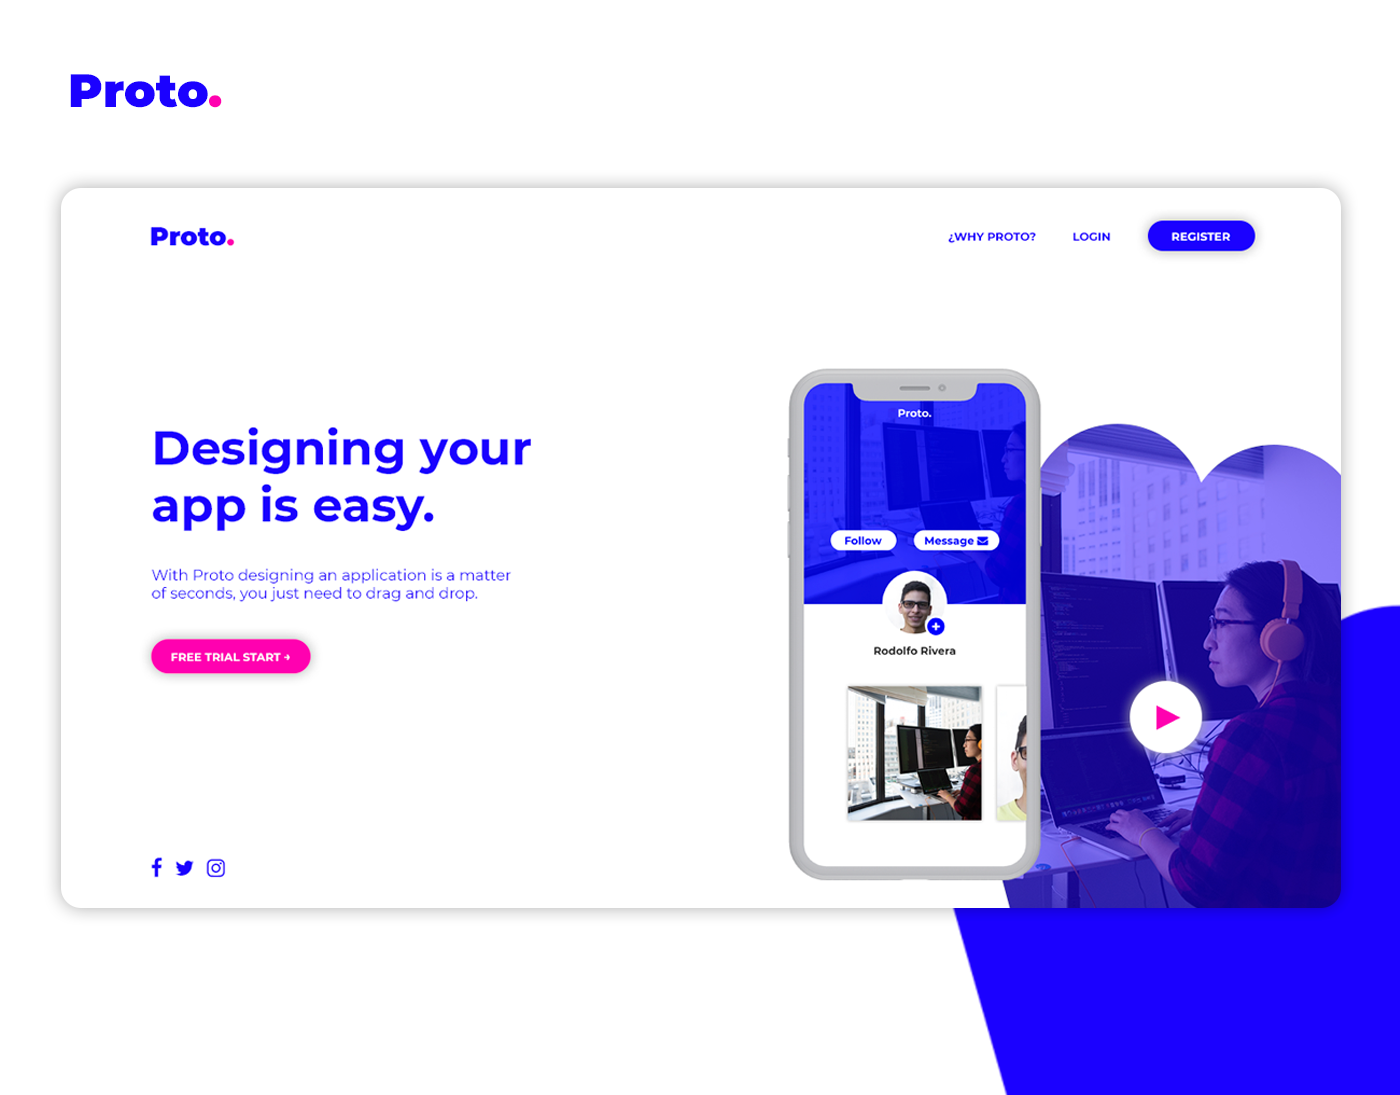 Proto.
Proto.
¿WHY PROTO?
LOGIN
REGISTER
Designing your
app is easy.
With Proto designing an application is a matter
of seconds, you just need to drag and drop.
FREE TRIAL START →
Proto.
Follow
Message
Rodolfo Rivera